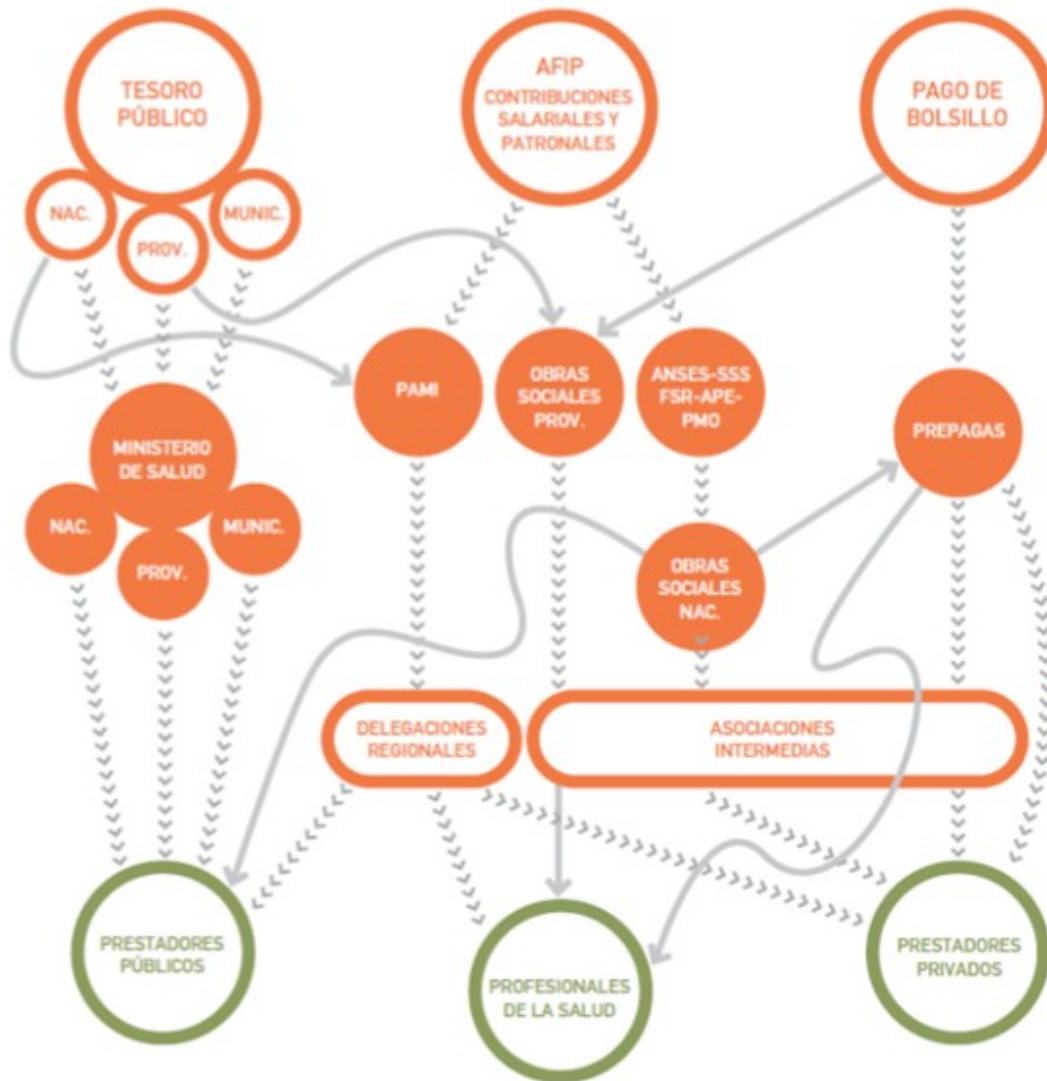 TESORO
PÚBLICO
NAC.
PROV.
MUNIC.
AFIP
CONTRIBUCIONES
SALARIALES Y
PATRONALES
PAGO DE
BOLSILLO
MINISTERIO
DE SALUD
NAC.
PROV.
MUNIC.
PAMI
OBRAS
SOCIALES
PROV.
ANSES-SSS
FSR-APE-
PMO
PREPAGAS
OBRAS
SOCIALES
NAC.
DELEGACIONES
REGIONALES
ASOCIACIONES
INTERMEDIAS
PRESTADORES
PÚBLICOS
PROFESIONALES
DE LA SALUD
PRESTADORES
PRIVADOS